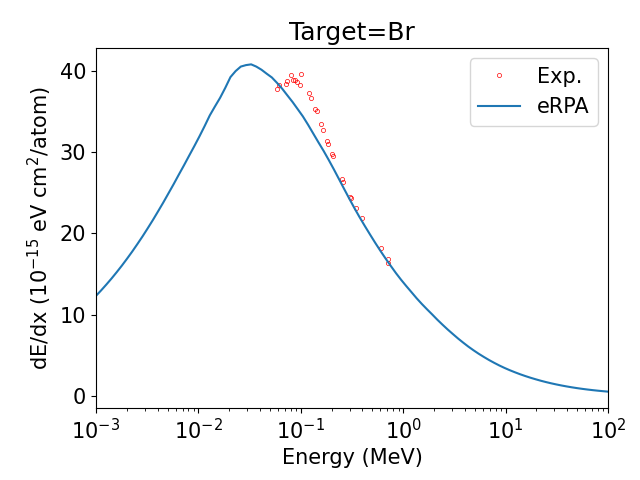 Target=Br
dE/dx (10⁻¹⁵ eV cm²/atom)
40
30
20
10
0
Exp.
eRPA
10⁻³
10⁻²
10⁻¹
10⁰
10¹
10²
Energy (MeV)